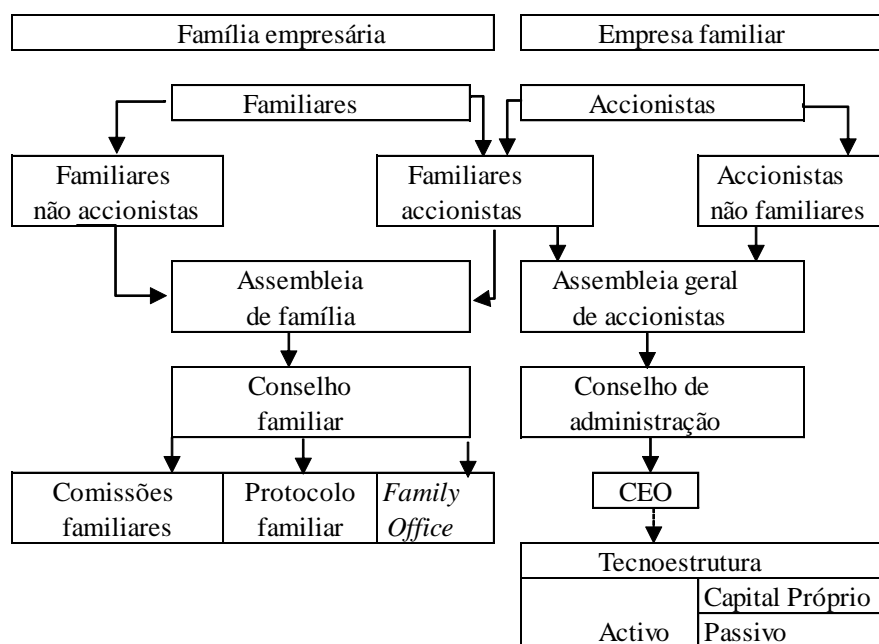 Família empresária
Empresa familiar
Familiares
Accionistas
Familiares
não accionistas
Familiares
accionistas
Accionistas
não familiares
Assembleia
de família
Assembleia geral
de accionistas
Conselho
familiar
Conselho de
administração
Comissões
familiares
Protocolo
familiar
Family
Office
CEO
Tecnoestrutura
Capital Próprio
Activo
Passivo